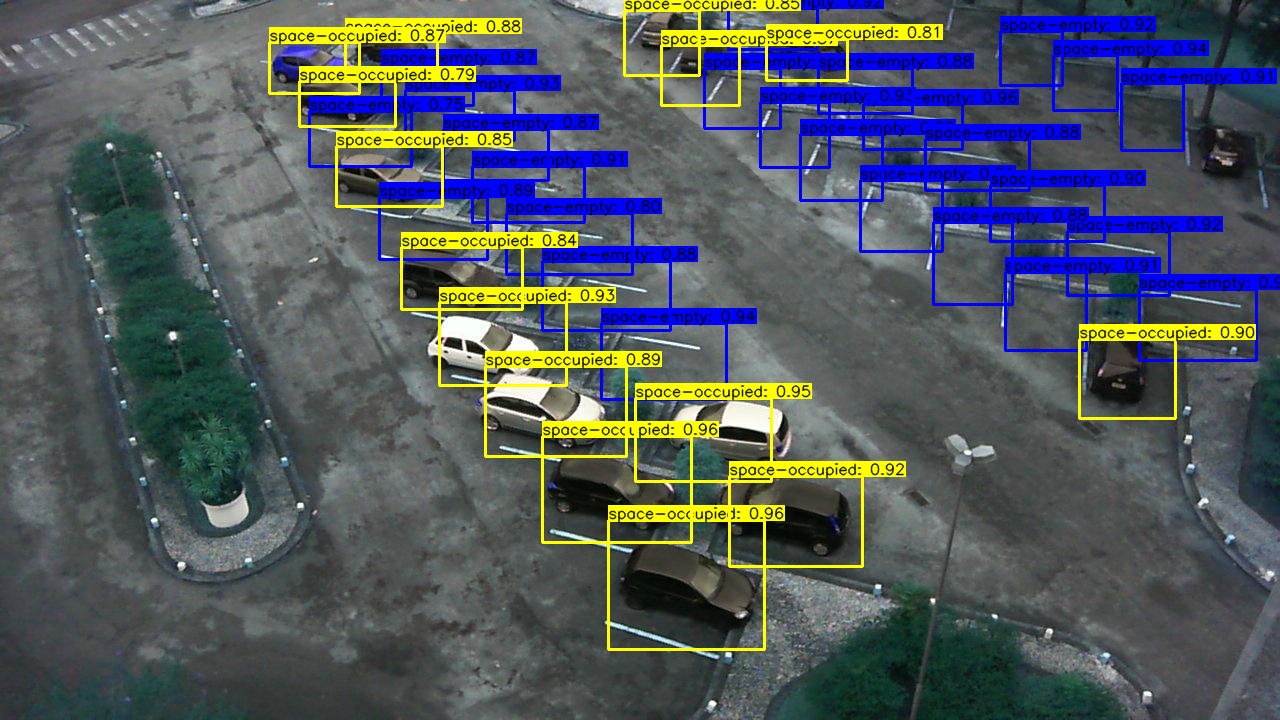 space-occupied: 0.85
0.92
space-empty: 0.92
0.88
space-occupied: 0.81
space-occupied: 0.87
space-empty: 0.94
space-empty: 0.87
space-empty: 0.88
space-occupied: 0.79
space-empty: 0.91
space-empty: 0.93
space-empty: 0.96
space-empty: 0.75
space-empty: 0.87
space-empty: 0.88
space-occupied: 0.85
space-empty: 0.91
space-empty: 0.90
space-empty: 0.89
space-empty: 0.80
space-empty: 0.88
space-empty: 0.92
space-occupied: 0.84
space-empty: 0.88
space-empty: 0.91
space-empty:
space-occupied: 0.93
space-empty: 0.94
space-occupied: 0.90
space-occupied: 0.89
space-occupied: 0.95
space-occupied: 0.96
space-occupied: 0.92
space-occupied: 0.96